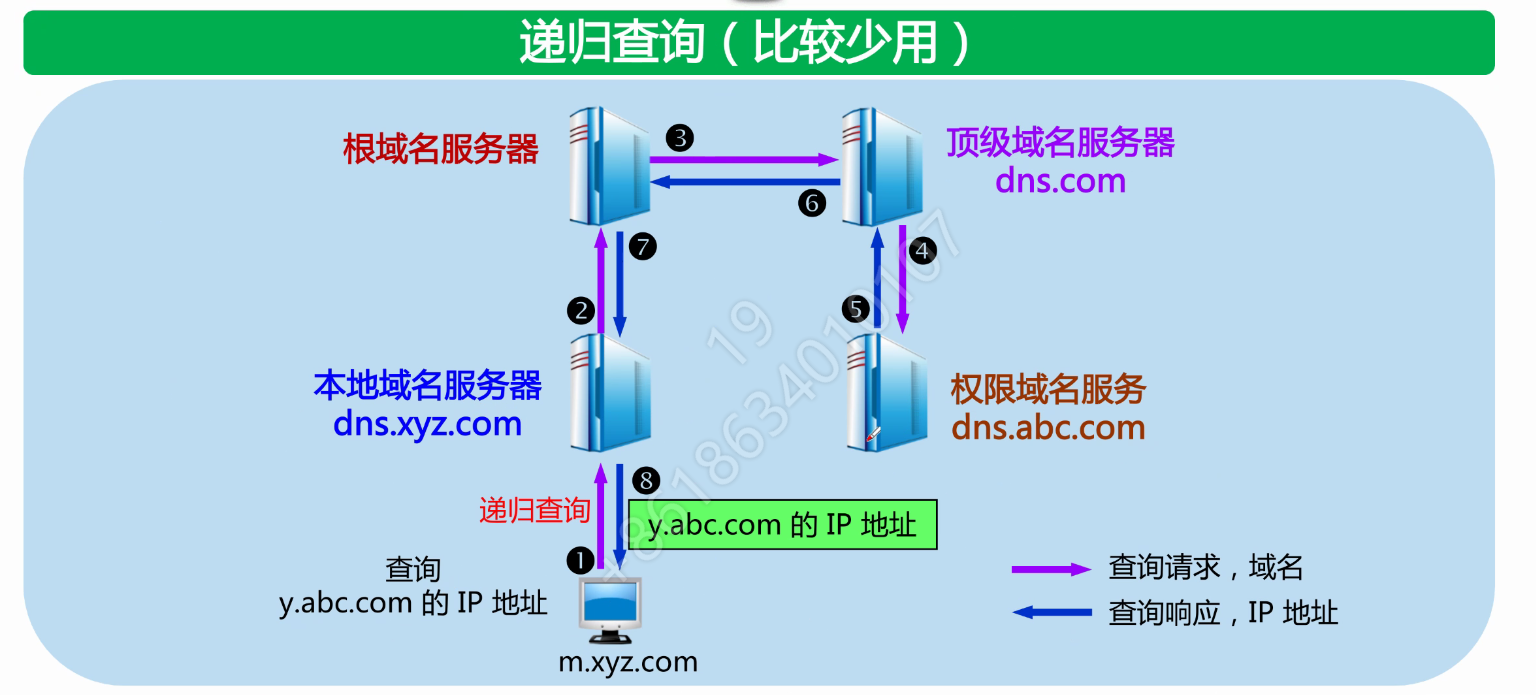 递归查询（比较少用）
根域名服务器
❸
顶级域名服务器
dns.com
❻
❼
❹
❷
❺
19
+8618634010167
本地域名服务器
dns.xyz.com
权限域名服务
dns.abc.com
❽
递归查询
y.abc.com 的 IP 地址
❶
查询
y.abc.com 的 IP 地址
查询请求，域名
查询响应，IP 地址
m.xyz.com